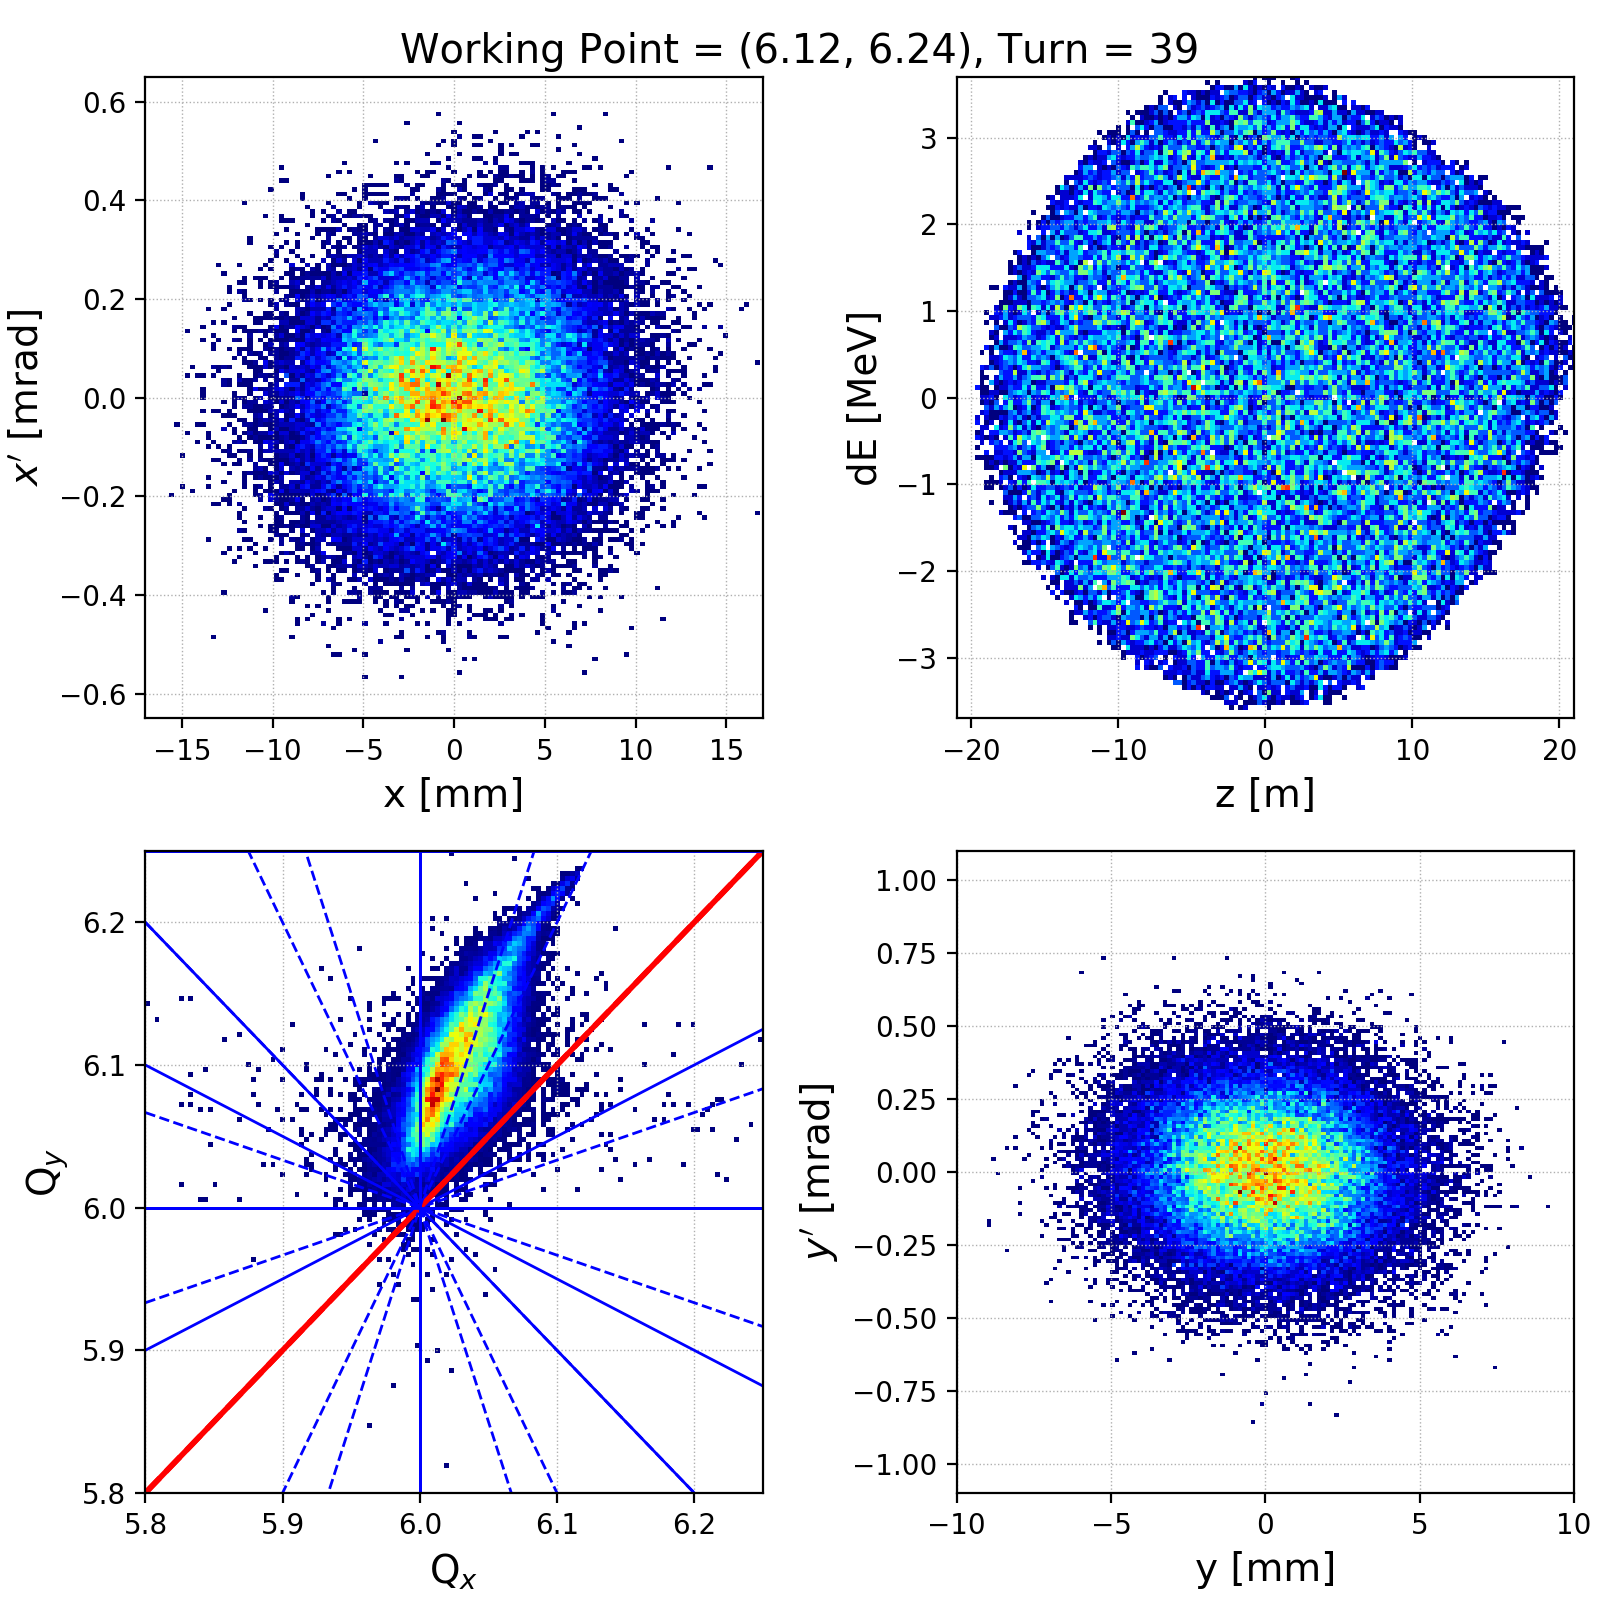 Working Point = (6.12, 6.24), Turn = 39
0.6
0.4
0.2
0.0
−0.2
−0.4
−0.6
x′ [mrad]
−15 −10 −5 0 5 10 15
x [mm]
3
2
1
0
−1
−2
−3
dE [MeV]
−20 −10 0 10 20
z [m]
6.2
6.1
6.0
5.9
5.8
Qy
5.8 5.9 6.0 6.1 6.2
Qx
1.00
0.75
0.50
0.25
0.00
−0.25
−0.50
−0.75
−1.00
y′ [mrad]
−10 −5 0 5 10
y [mm]